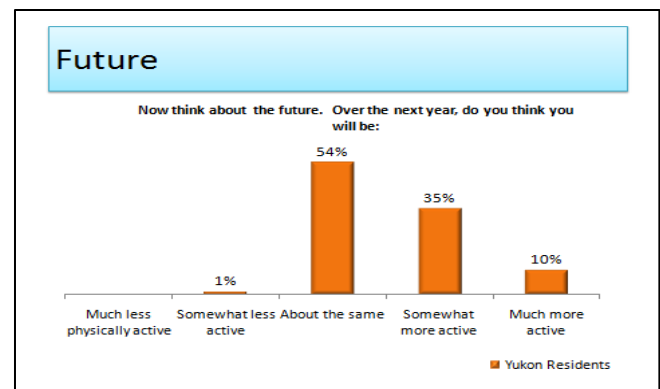 Future
Now think about the future. Over the next year, do you think you
will be:
54%
35%
10%
1%
Much less
physically active
Somewhat less
active
About the same
Somewhat
more active
Much more
active
Yukon Residents